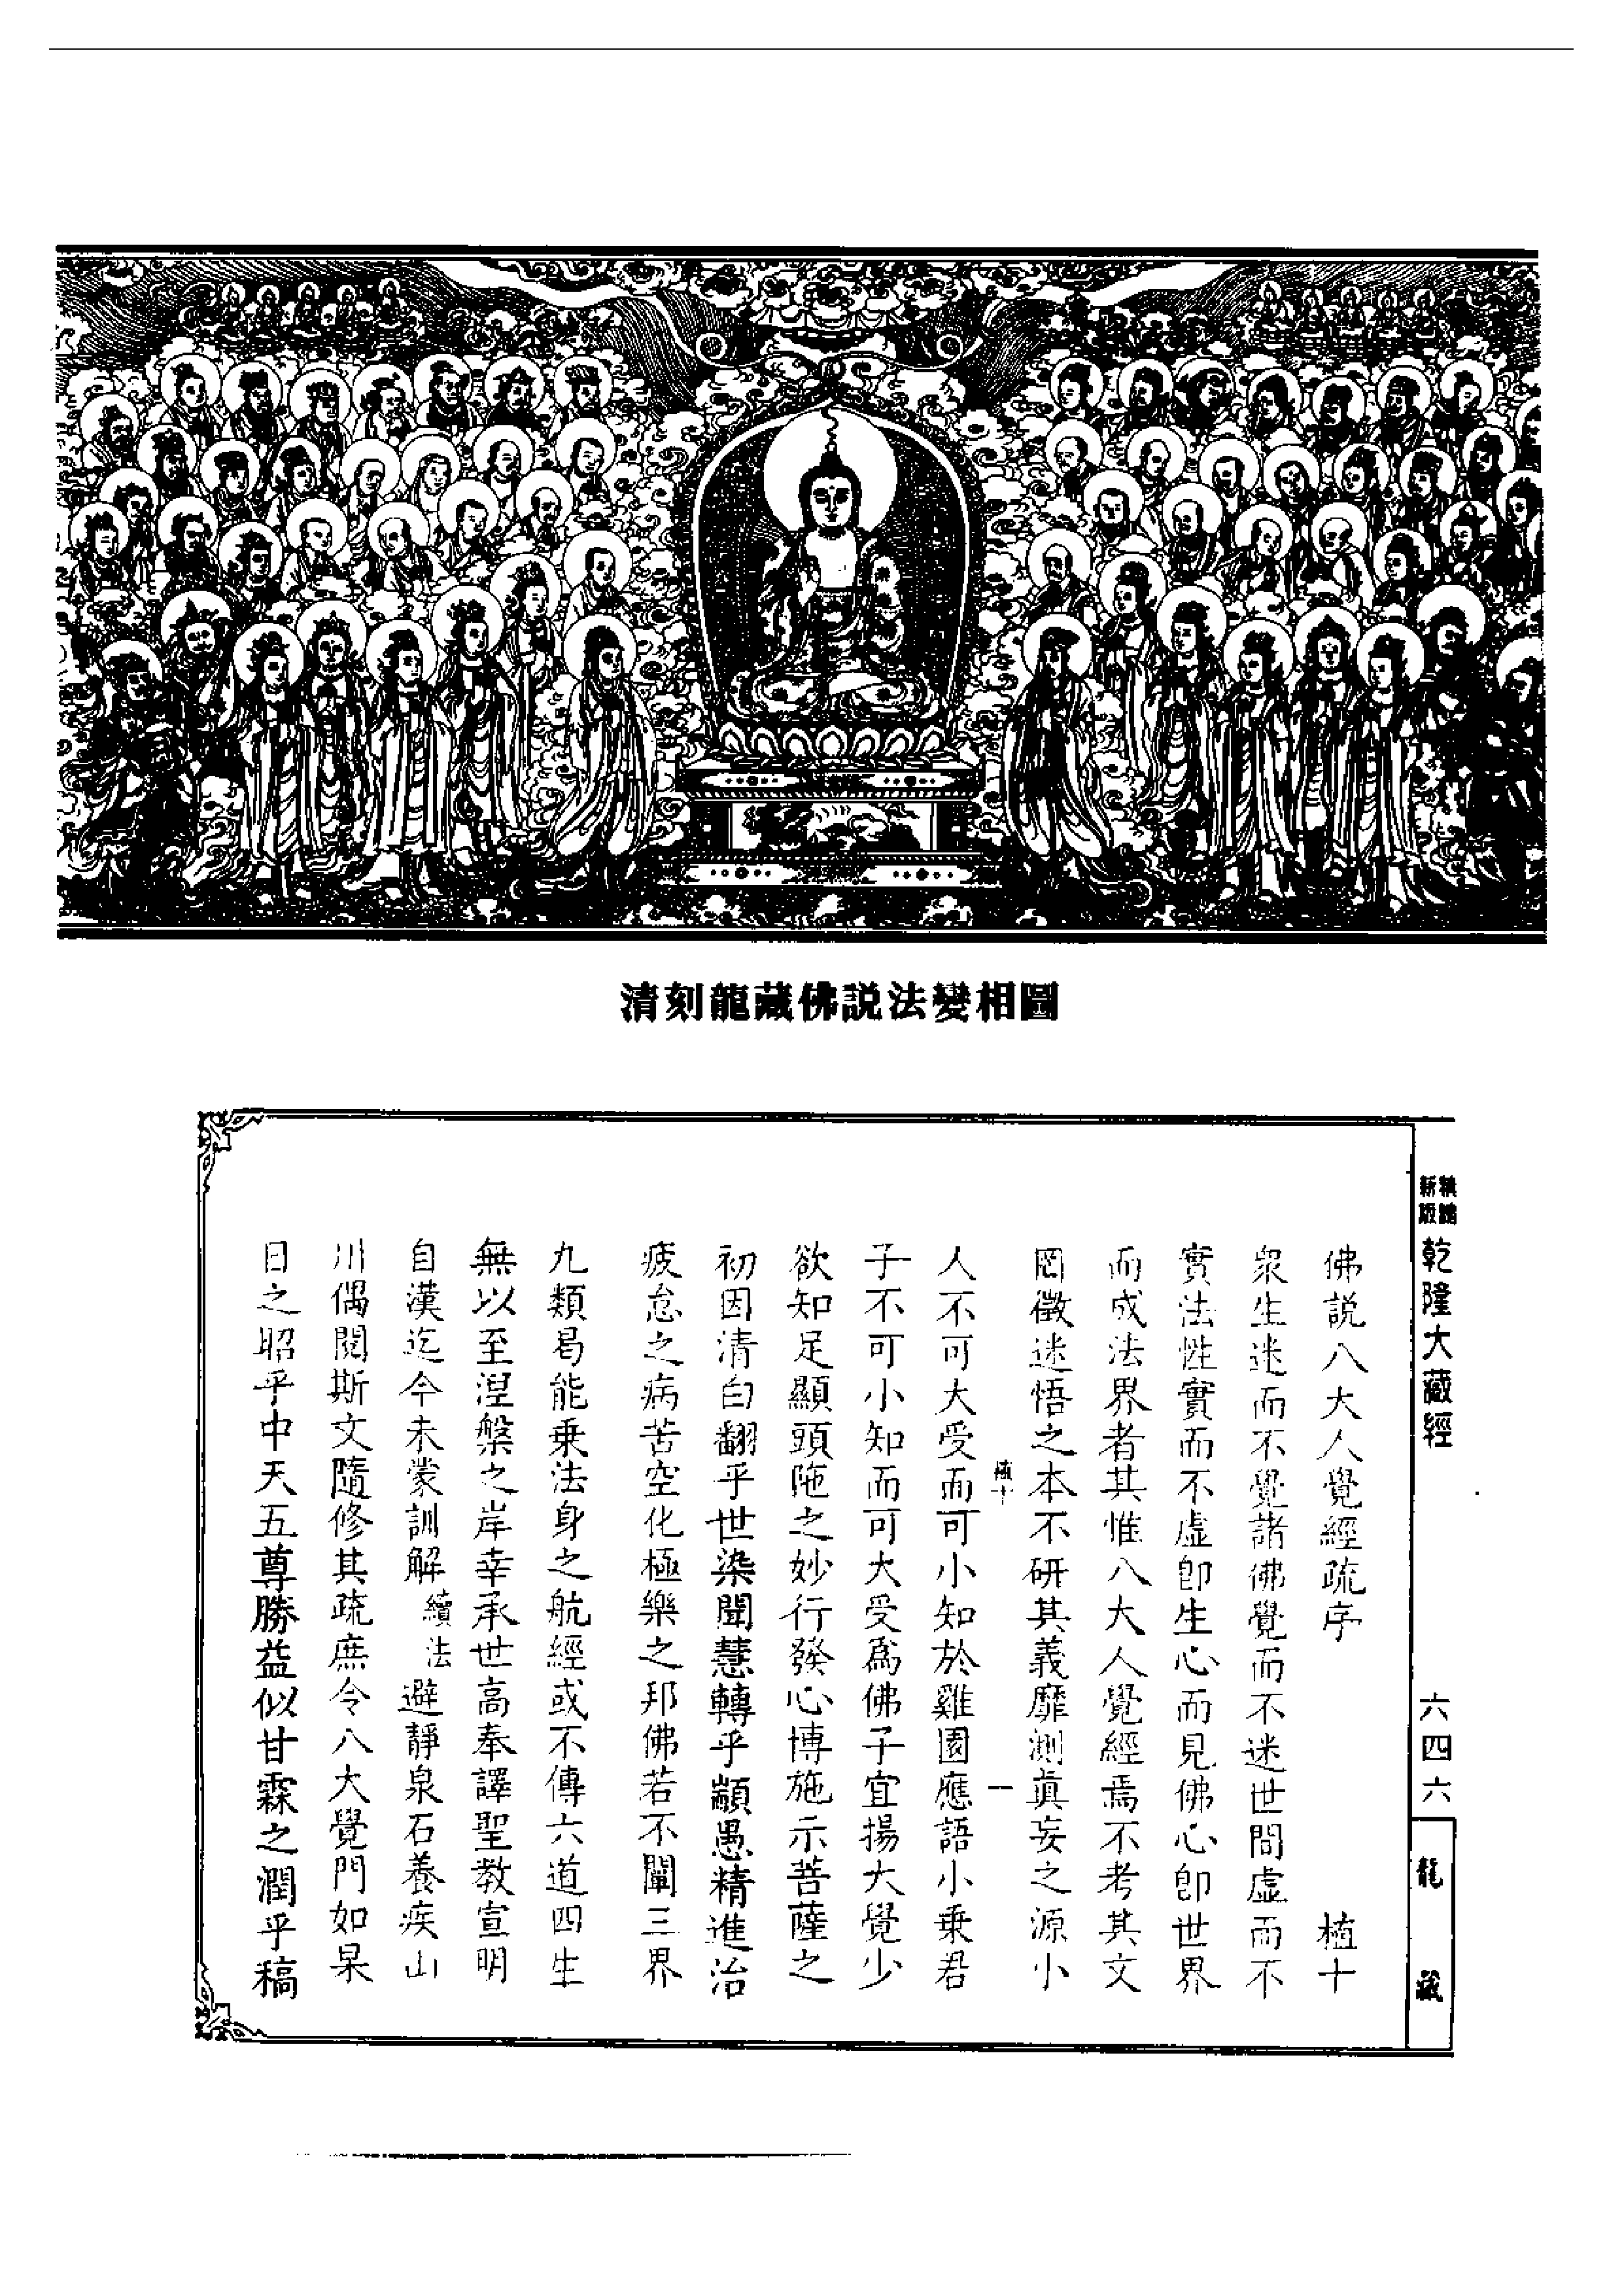 清刻龍藏佛説法變相圖
新版
乾隆大藏經
六四六
龍藏
佛説八大人覺經疏序 植十
衆生迷而不覺諸佛覺而不迷世間虚而不
實法性實而不虚卽生心而見佛心卽世界
而成法界者其惟八大人覺經焉不考其文
罔徵迷悟之本不研其義靡測眞妄之源小
植十 一
人不可大受而可小知於雞園應語小乗君
子不可小知而可大受爲佛子宜揚大覺少
欲知足顯頭陁之妙行發心博施示菩薩之
初因清白翻乎世染聞慧轉乎顓愚精進治
疲怠之病苦空化極樂之邦佛若不闡三界
九類曷能乗法身之航經或不傳六道四生
無以至涅槃之岸幸承世高奉譯聖教宣明
自漢迄今未蒙訓解續法避靜泉石養疾山
川偶閱斯文隨修其疏庶令八大覺門如杲
日之昭乎中天五尊勝益似甘霖之潤乎稿